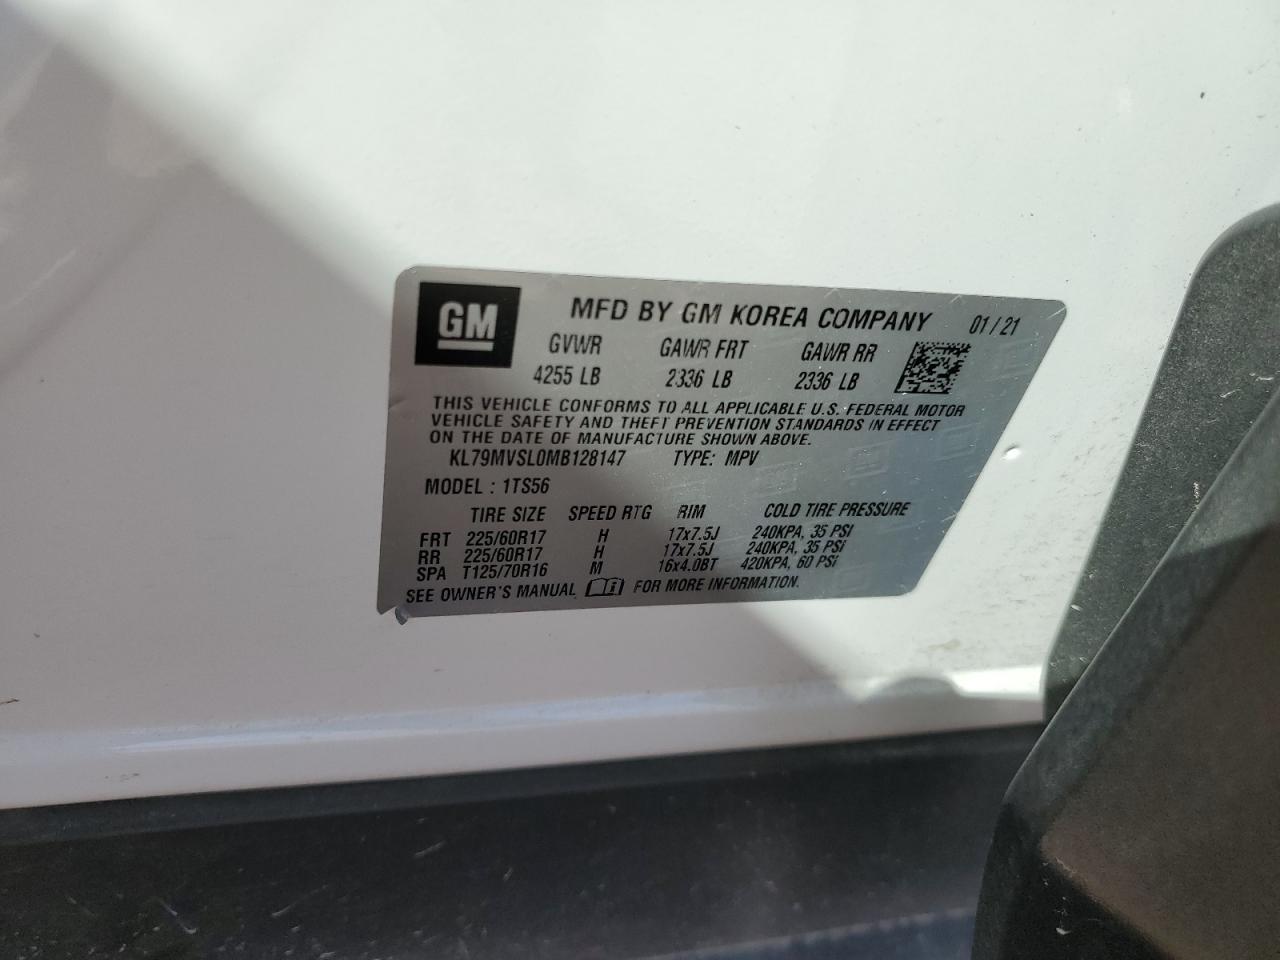 GM MFD BY GM KOREA COMPANY 01/21
GVWR GAWR FRT GAWR RR
4255 LB 2336 LB 2336 LB
THIS VEHICLE CONFORMS TO ALL APPLICABLE U.S. FEDERAL MOTOR
VEHICLE SAFETY AND THEFT PREVENTION STANDARDS IN EFFECT
ON THE DATE OF MANUFACTURE SHOWN ABOVE.
KL79MVSL0MB128147 TYPE: MPV
MODEL : 1TS56
TIRE SIZE SPEED RTG RIM COLD TIRE PRESSURE
FRT 225/60R17 H 17x7.5J 240KPA, 35 PSI
RR 225/60R17 H 17x7.5J 240KPA, 35 PSI
SPA T125/70R16 M 16x4.0BT 420KPA, 60 PSI
SEE OWNER'S MANUAL FOR MORE INFORMATION.